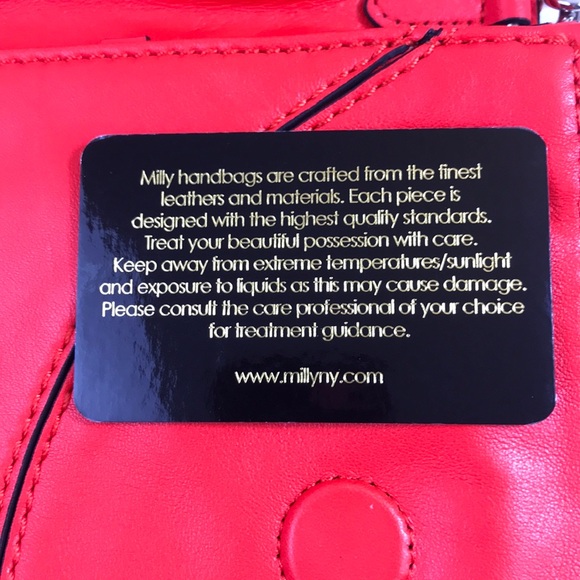 Milly handbags are crafted from the finest
leathers and materials. Each piece is
designed with the highest quality standards.
Treat your beautiful possession with care.
Keep away from extreme temperatures/sunlight
and exposure to liquids as this may cause damage.
Please consult the care professional of your choice
for treatment guidance.
www.millyny.com